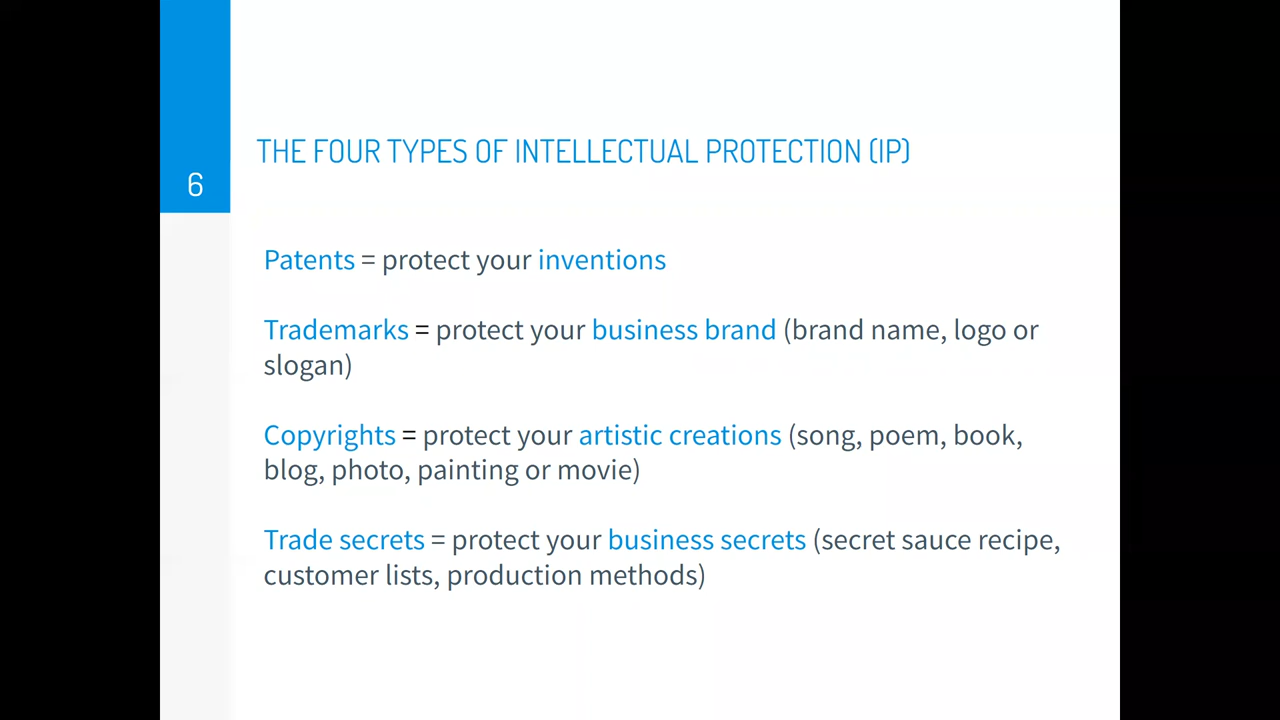 THE FOUR TYPES OF INTELLECTUAL PROTECTION (IP)
6
Patents = protect your inventions
Trademarks = protect your business brand (brand name, logo or
slogan)
Copyrights = protect your artistic creations (song, poem, book,
blog, photo, painting or movie)
Trade secrets = protect your business secrets (secret sauce recipe,
customer lists, production methods)